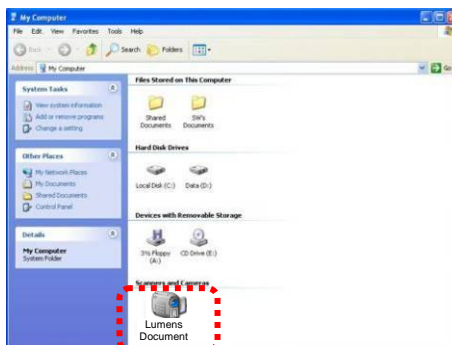 My Computer
File Edit View Favorites Tools Help
Back Search Folders
Address My Computer Go
System Tasks
View system information
Add or remove programs
Change a setting
Other Places
My Network Places
My Documents
Shared Documents
Control Panel
Details
My Computer
System Folder
Files Stored on This Computer
Shared Documents
SW's Documents
Hard Disk Drives
Local Disk (C:) Data (D:)
Devices with Removable Storage
3½ Floppy (A:)
CD Drive (E:)
Scanners and Cameras
Lumens
Document